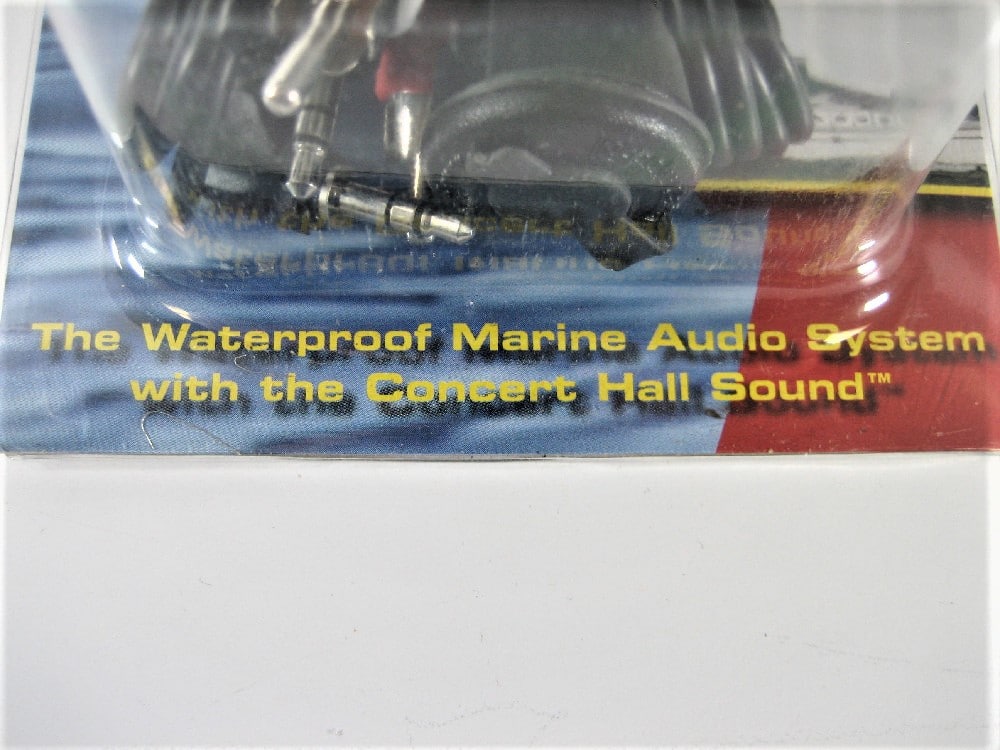 The Waterproof Marine Audio System
with the Concert Hall Sound™